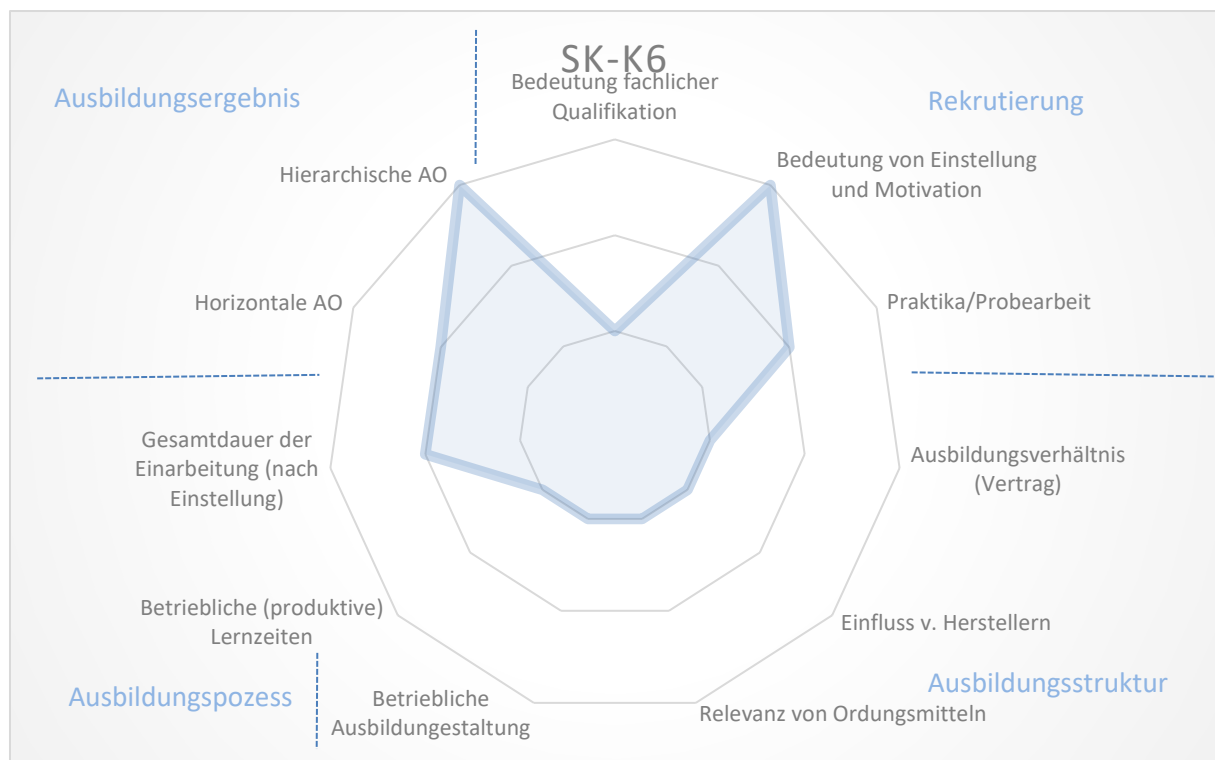 SK-K6
Bedeutung fachlicher
Qualifikation
Ausbildungsergebnis
Rekrutierung
Bedeutung von Einstellung
und Motivation
Hierarchische AO
Praktika/Probearbeit
Horizontale AO
Gesamtdauer der
Einarbeitung (nach
Einstellung)
Ausbildungsverhältnis
(Vertrag)
Betriebliche (produktive)
Lernzeiten
Einfluss v. Herstellern
Ausbildungspozess
Ausbildungsstruktur
Betriebliche
Ausbildungestaltung
Relevanz von Ordungsmitteln